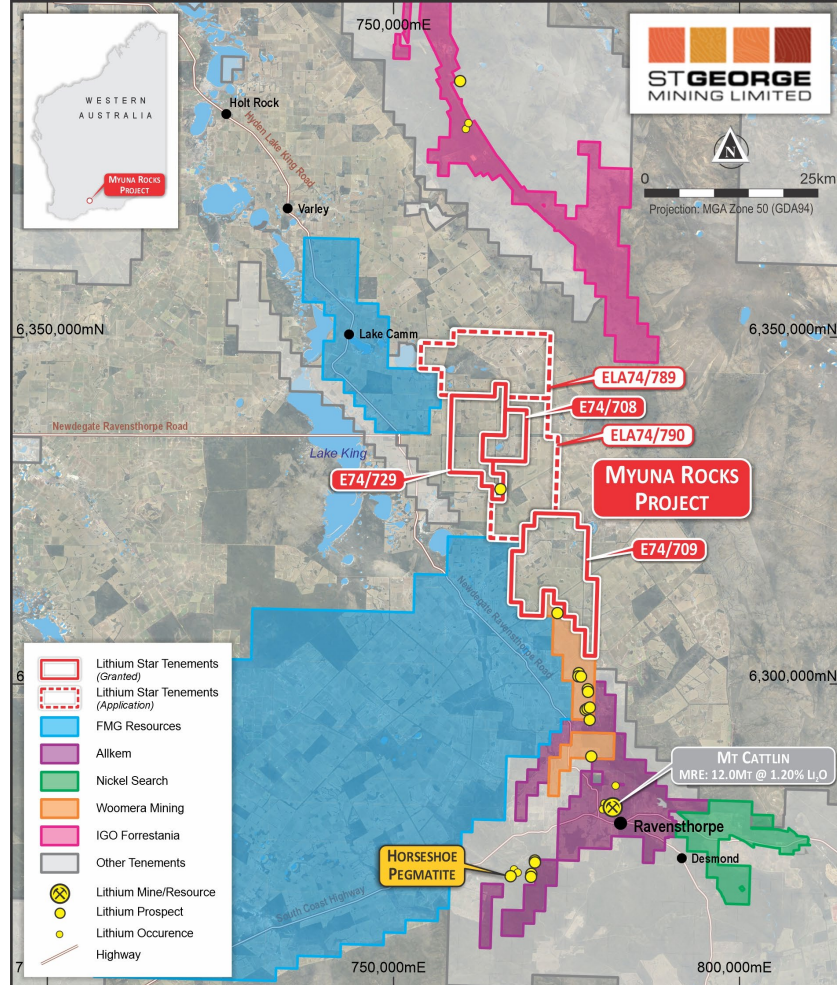 750,000mE
WESTERN
AUSTRALIA
MYUNA ROCKS
PROJECT
STGEORGE
MINING LIMITED
N
0
25km
Projection: MGA Zone 50 (GDA94)
Holt Rock
Hyden Lake King Road
Varley
6,350,000mN
6,350,000mN
Lake Camm
ELA74/789
E74/708
ELA74/790
Newdegate Ravensthorpe Road
Lake King
E74/729
MYUNA ROCKS
PROJECT
E74/709
Newdegate Ravensthorpe Road
Lithium Star Tenements
(Granted)
Lithium Star Tenements
(Application)
FMG Resources
Allkem
Nickel Search
Woomera Mining
IGO Forrestania
Other Tenements
Lithium Mine/Resource
Lithium Prospect
Lithium Occurence
Highway
6,300,000mN
MT CATTLIN
MRE: 12.0MT @ 1.20% Li₂O
Ravensthorpe
Desmond
HORSESHOE
PEGMATITE
South Coast Highway
750,000mE
800,000mE